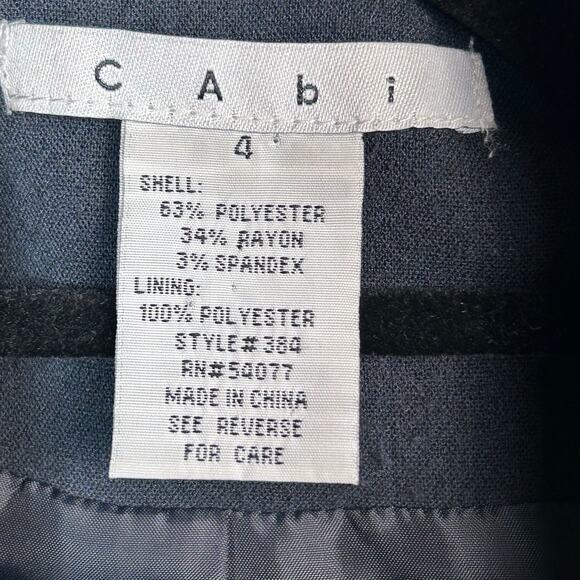 CAbi
4
SHELL:
63% POLYESTER
34% RAYON
3% SPANDEX
LINING:
100% POLYESTER
STYLE# 364
RN#54077
MADE IN CHINA
SEE REVERSE
FOR CARE